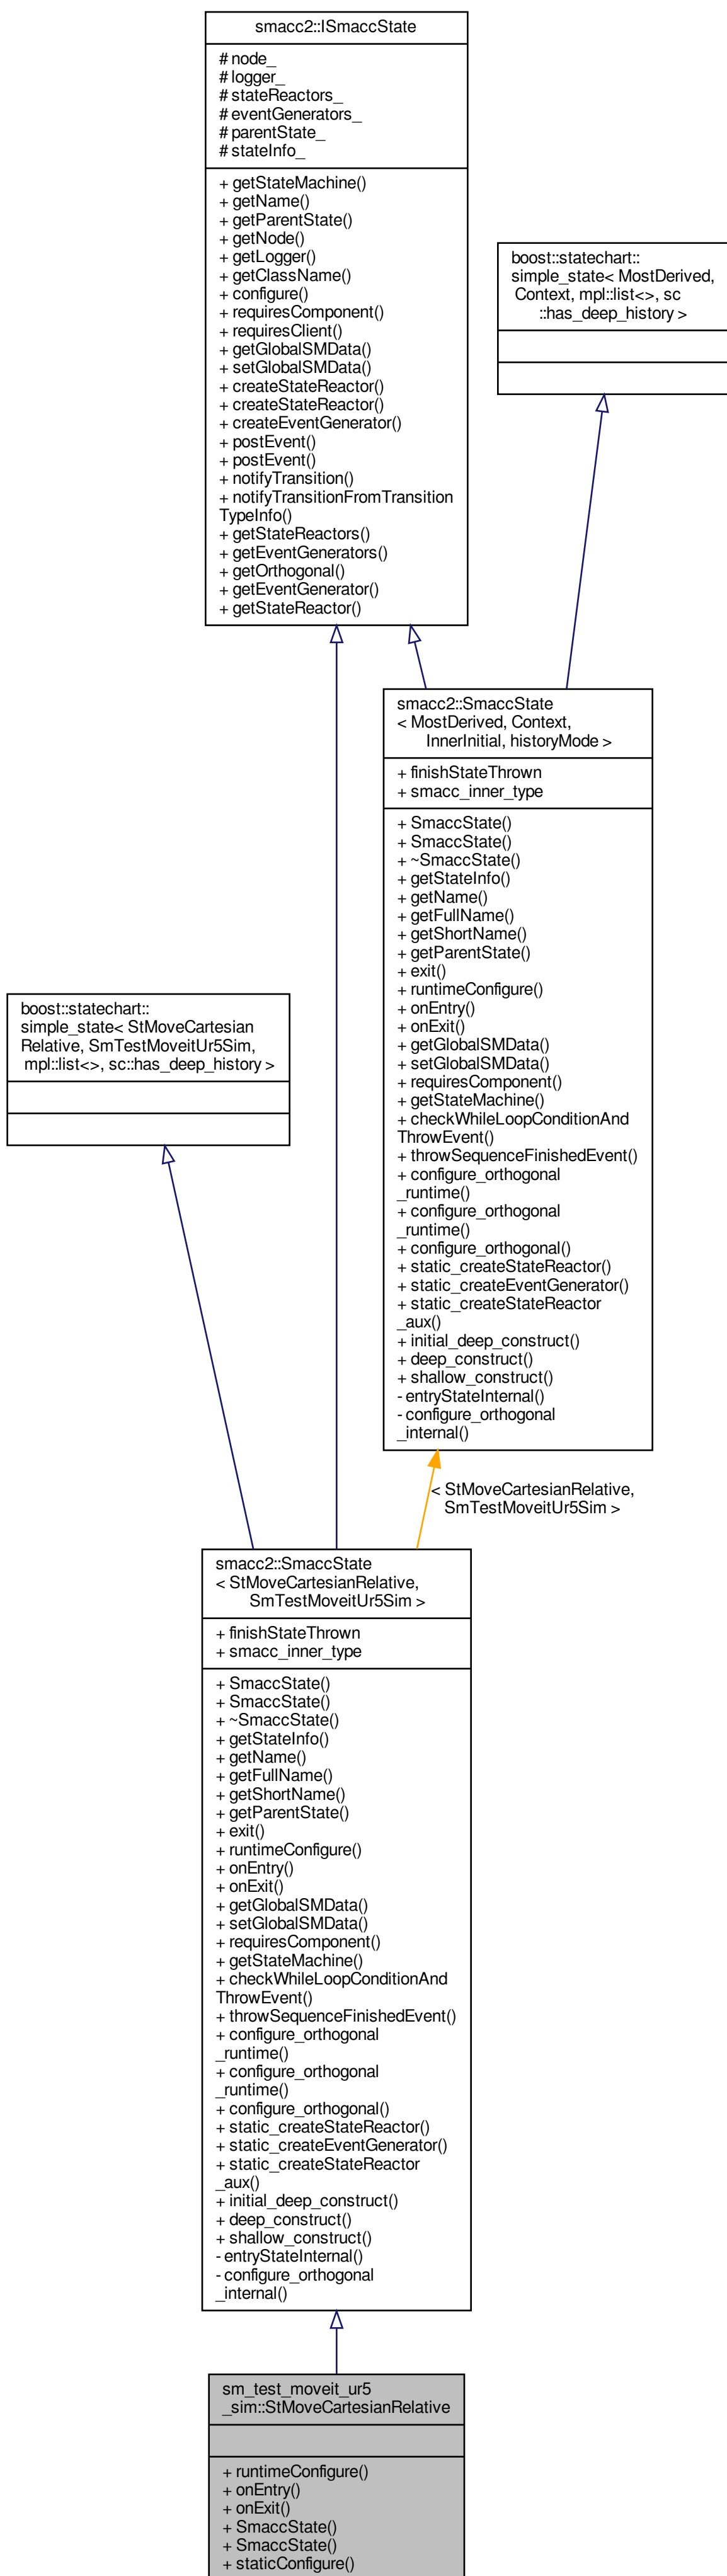 smacc2::ISmaccState
# node_
# logger_
# stateReactors_
# eventGenerators_
# parentState_
# stateInfo_
+ getStateMachine()
+ getName()
+ getParentState()
+ getNode()
+ getLogger()
+ getClassName()
+ configure()
+ requiresComponent()
+ requiresClient()
+ getGlobalSMData()
+ setGlobalSMData()
+ createStateReactor()
+ createStateReactor()
+ createEventGenerator()
+ postEvent()
+ postEvent()
+ notifyTransition()
+ notifyTransitionFromTransition
TypeInfo()
+ getStateReactors()
+ getEventGenerators()
+ getOrthogonal()
+ getEventGenerator()
+ getStateReactor()
boost::statechart::
simple_state< MostDerived,
Context, mpl::list<>, sc
::has_deep_history >
smacc2::SmaccState
< MostDerived, Context,
InnerInitial, historyMode >
+ finishStateThrown
+ smacc_inner_type
+ SmaccState()
+ SmaccState()
+ ~SmaccState()
+ getStateInfo()
+ getName()
+ getFullName()
+ getShortName()
+ getParentState()
+ exit()
+ runtimeConfigure()
+ onEntry()
+ onExit()
+ getGlobalSMData()
+ setGlobalSMData()
+ requiresComponent()
+ getStateMachine()
+ checkWhileLoopConditionAnd
ThrowEvent()
+ throwSequenceFinishedEvent()
+ configure_orthogonal
_runtime()
+ configure_orthogonal
_runtime()
+ configure_orthogonal()
+ static_createStateReactor()
+ static_createEventGenerator()
+ static_createStateReactor
_aux()
+ initial_deep_construct()
+ deep_construct()
+ shallow_construct()
- entryStateInternal()
- configure_orthogonal
_internal()
boost::statechart::
simple_state< StMoveCartesian
Relative, SmTestMoveitUr5Sim,
mpl::list<>, sc::has_deep_history >
< StMoveCartesianRelative,
SmTestMoveitUr5Sim >
smacc2::SmaccState
< StMoveCartesianRelative,
SmTestMoveitUr5Sim >
+ finishStateThrown
+ smacc_inner_type
+ SmaccState()
+ SmaccState()
+ ~SmaccState()
+ getStateInfo()
+ getName()
+ getFullName()
+ getShortName()
+ getParentState()
+ exit()
+ runtimeConfigure()
+ onEntry()
+ onExit()
+ getGlobalSMData()
+ setGlobalSMData()
+ requiresComponent()
+ getStateMachine()
+ checkWhileLoopConditionAnd
ThrowEvent()
+ throwSequenceFinishedEvent()
+ configure_orthogonal
_runtime()
+ configure_orthogonal
_runtime()
+ configure_orthogonal()
+ static_createStateReactor()
+ static_createEventGenerator()
+ static_createStateReactor
_aux()
+ initial_deep_construct()
+ deep_construct()
+ shallow_construct()
- entryStateInternal()
- configure_orthogonal
_internal()
sm_test_moveit_ur5
_sim::StMoveCartesianRelative
+ runtimeConfigure()
+ onEntry()
+ onExit()
+ SmaccState()
+ SmaccState()
+ staticConfigure()